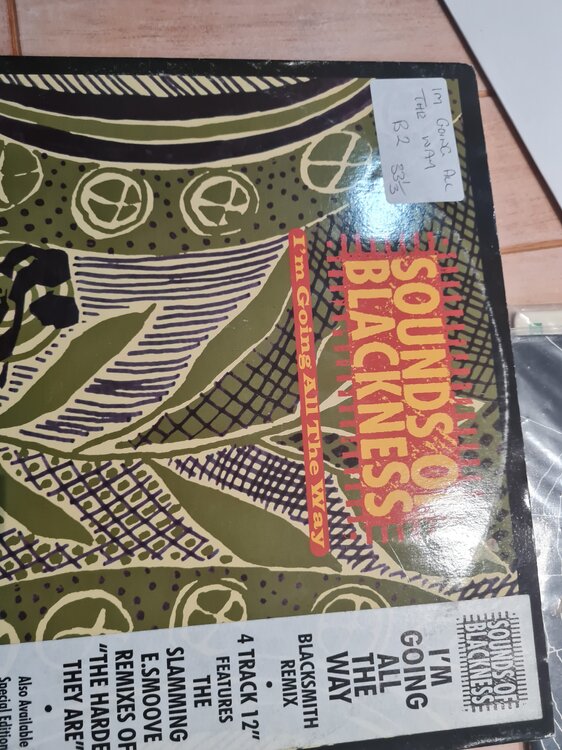 I'M GOING ALL
THE WAY
B2 33⅓
SOUNDS OF
BLACKNESS
I'm Going All The Way
SOUNDS OF
BLACKNESS
I'M
GOING
ALL
THE
WAY
BLACKSMITH
REMIX
•
4 TRACK 12"
FEATURES
THE
SLAMMING
E.SMOOVE
REMIXES OF
"THE HARDE
THEY ARE"
•
Also Available
Special Edition